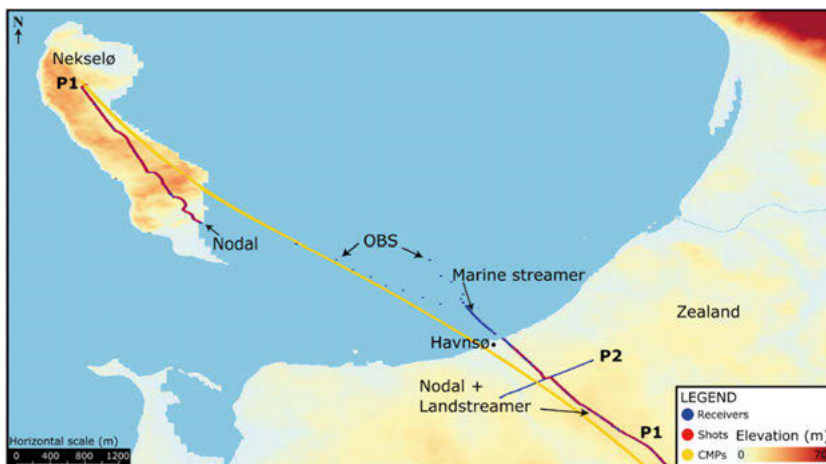 N
Nekselø
P1
Nodal
OBS
Marine streamer
Zealand
Havnsø
P2
Nodal +
Landstreamer
P1
LEGEND
Receivers
Shots
CMPs
Elevation (m)
0 70
Horizontal scale (m)
0 400 800 1200